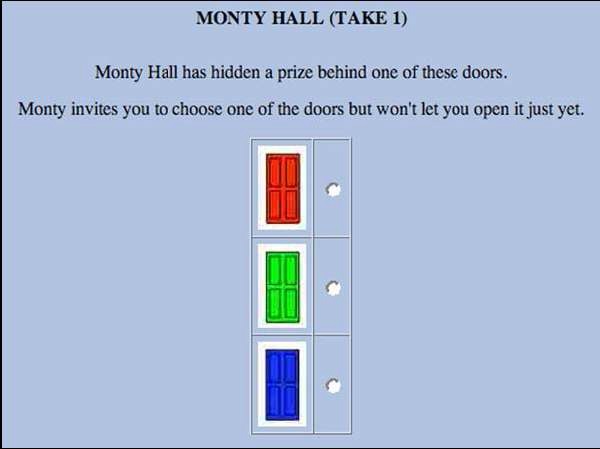 MONTY HALL (TAKE 1)
Monty Hall has hidden a prize behind one of these doors.
Monty invites you to choose one of the doors but won't let you open it just yet.